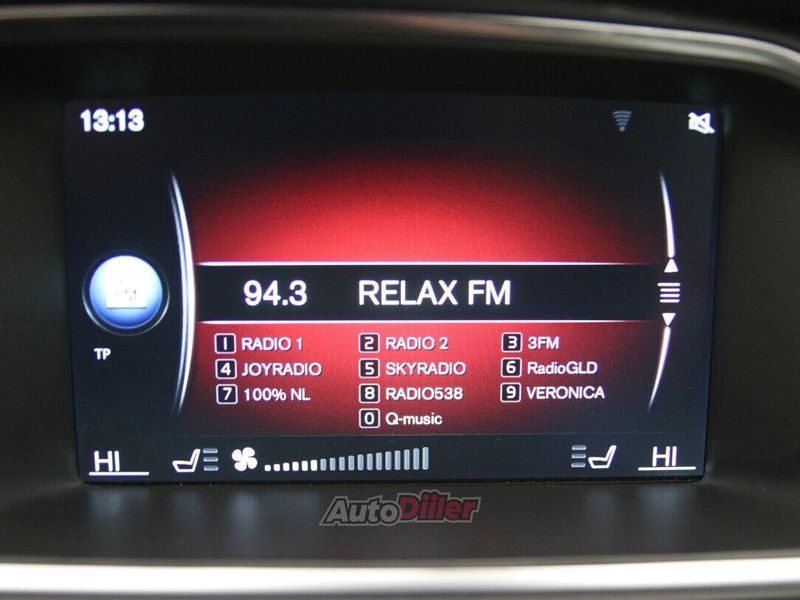 13:13
FM
94.3 RELAX FM
TP
1 RADIO 1 2 RADIO 2 3 3FM
4 JOYRADIO 5 SKYRADIO 6 RadioGLD
7 100% NL 8 RADIO538 9 VERONICA
0 Q-music
HI HI
AutoDiiler